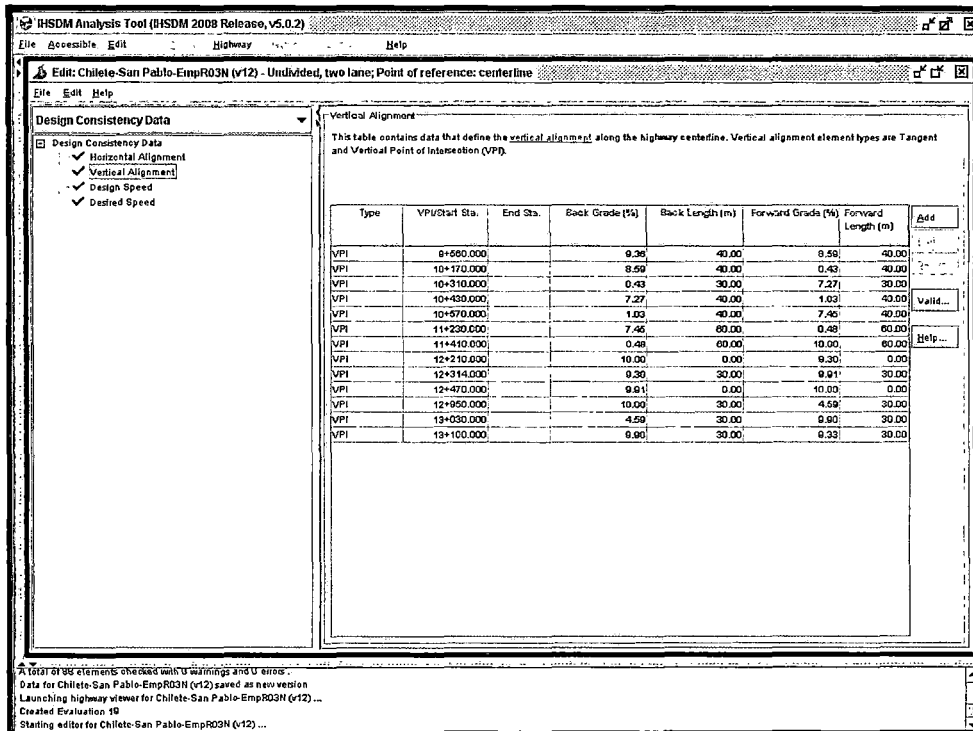 IHSDM Analysis Tool (IHSDM 2008 Release, v5.0.2)
File Accessible Edit Highway Help
Edit: Chilete-San Pablo-EmpR03N (v12) - Undivided, two lane; Point of reference: centerline
File Edit Help
Design Consistency Data
Design Consistency Data
Horizontal Alignment
Vertical Alignment
Design Speed
Desired Speed
Vertical Alignment
This table contains data that define the vertical alignment along the highway centerline. Vertical alignment element types are Tangent
and Vertical Point of Intersection (VPI).
Type VPI/Start Sta. End Sta. Back Grade (%) Back Length (m) Forward Grade (%) Forward Length (m)
VPI 9+560.000 9.36 40.00 8.59 40.00
VPI 10+170.000 8.59 40.00 0.43 40.00
VPI 10+310.000 0.43 30.00 7.27 30.00
VPI 10+430.000 7.27 40.00 1.03 40.00
VPI 10+570.000 1.03 40.00 7.45 40.00
VPI 11+230.000 7.45 60.00 0.48 60.00
VPI 11+410.000 0.48 60.00 10.00 60.00
VPI 12+210.000 10.00 0.00 9.30 0.00
VPI 12+314.000 9.30 30.00 9.91 30.00
VPI 12+470.000 9.91 0.00 10.00 0.00
VPI 12+950.000 10.00 30.00 4.59 30.00
VPI 13+030.000 4.59 30.00 9.90 30.00
VPI 13+100.000 9.90 30.00 9.33 30.00
Add
Valid...
Help...
A total of 88 elements checked with 0 warnings and 0 errors .
Data for Chilete-San Pablo-EmpR03N (v12) saved as new version
Launching highway viewer for Chilete-San Pablo-EmpR03N (v12) ...
Created Evaluation 19
Starting editor for Chilete-San Pablo-EmpR03N (v12) ...